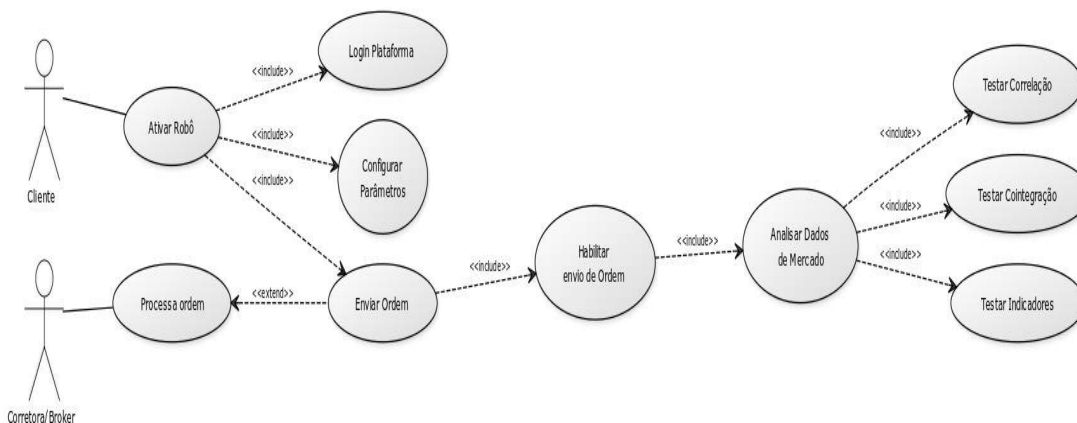 Login Plataforma
<<include>>
Testar Correlação
Ativar Robô
<<include>>
<<include>>
Configurar
Parâmetros
<<include>>
Cliente
Testar Cointegração
<<include>>
Analisar Dados
de Mercado
Habilitar
envio de Ordem
<<include>>
<<include>>
<<include>>
Processa ordem
<<extend>>
Enviar Ordem
Testar Indicadores
Corretora/Broker